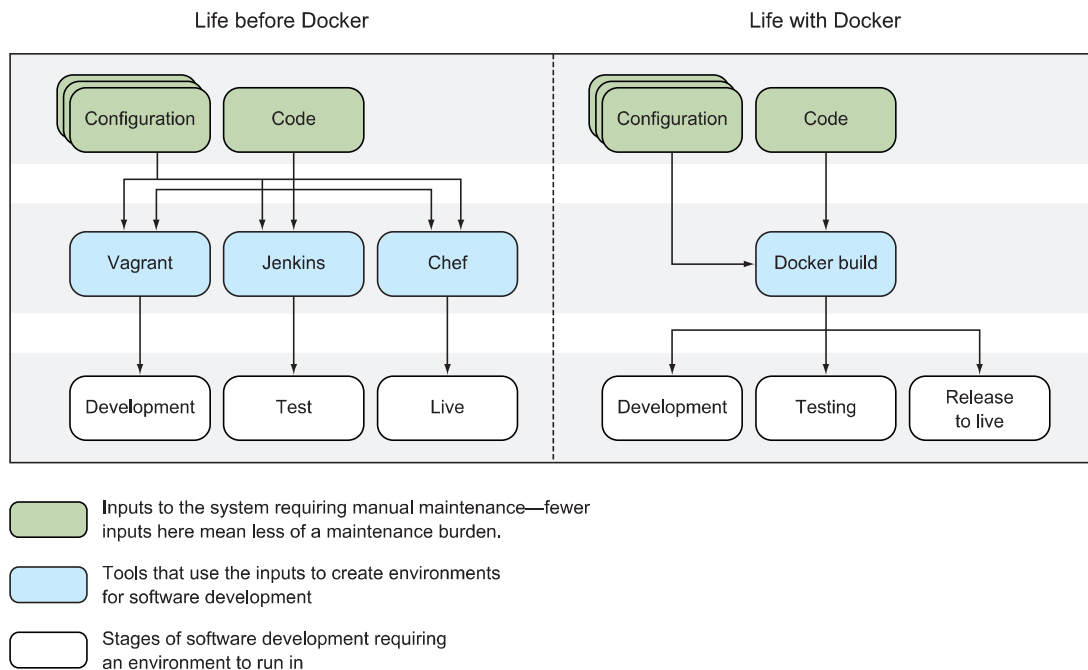 Life before Docker
Life with Docker
Configuration
Code
Configuration
Code
Vagrant
Jenkins
Chef
Docker build
Development
Test
Live
Development
Testing
Release
to live
Inputs to the system requiring manual maintenance—fewer
inputs here mean less of a maintenance burden.
Tools that use the inputs to create environments
for software development
Stages of software development requiring
an environment to run in